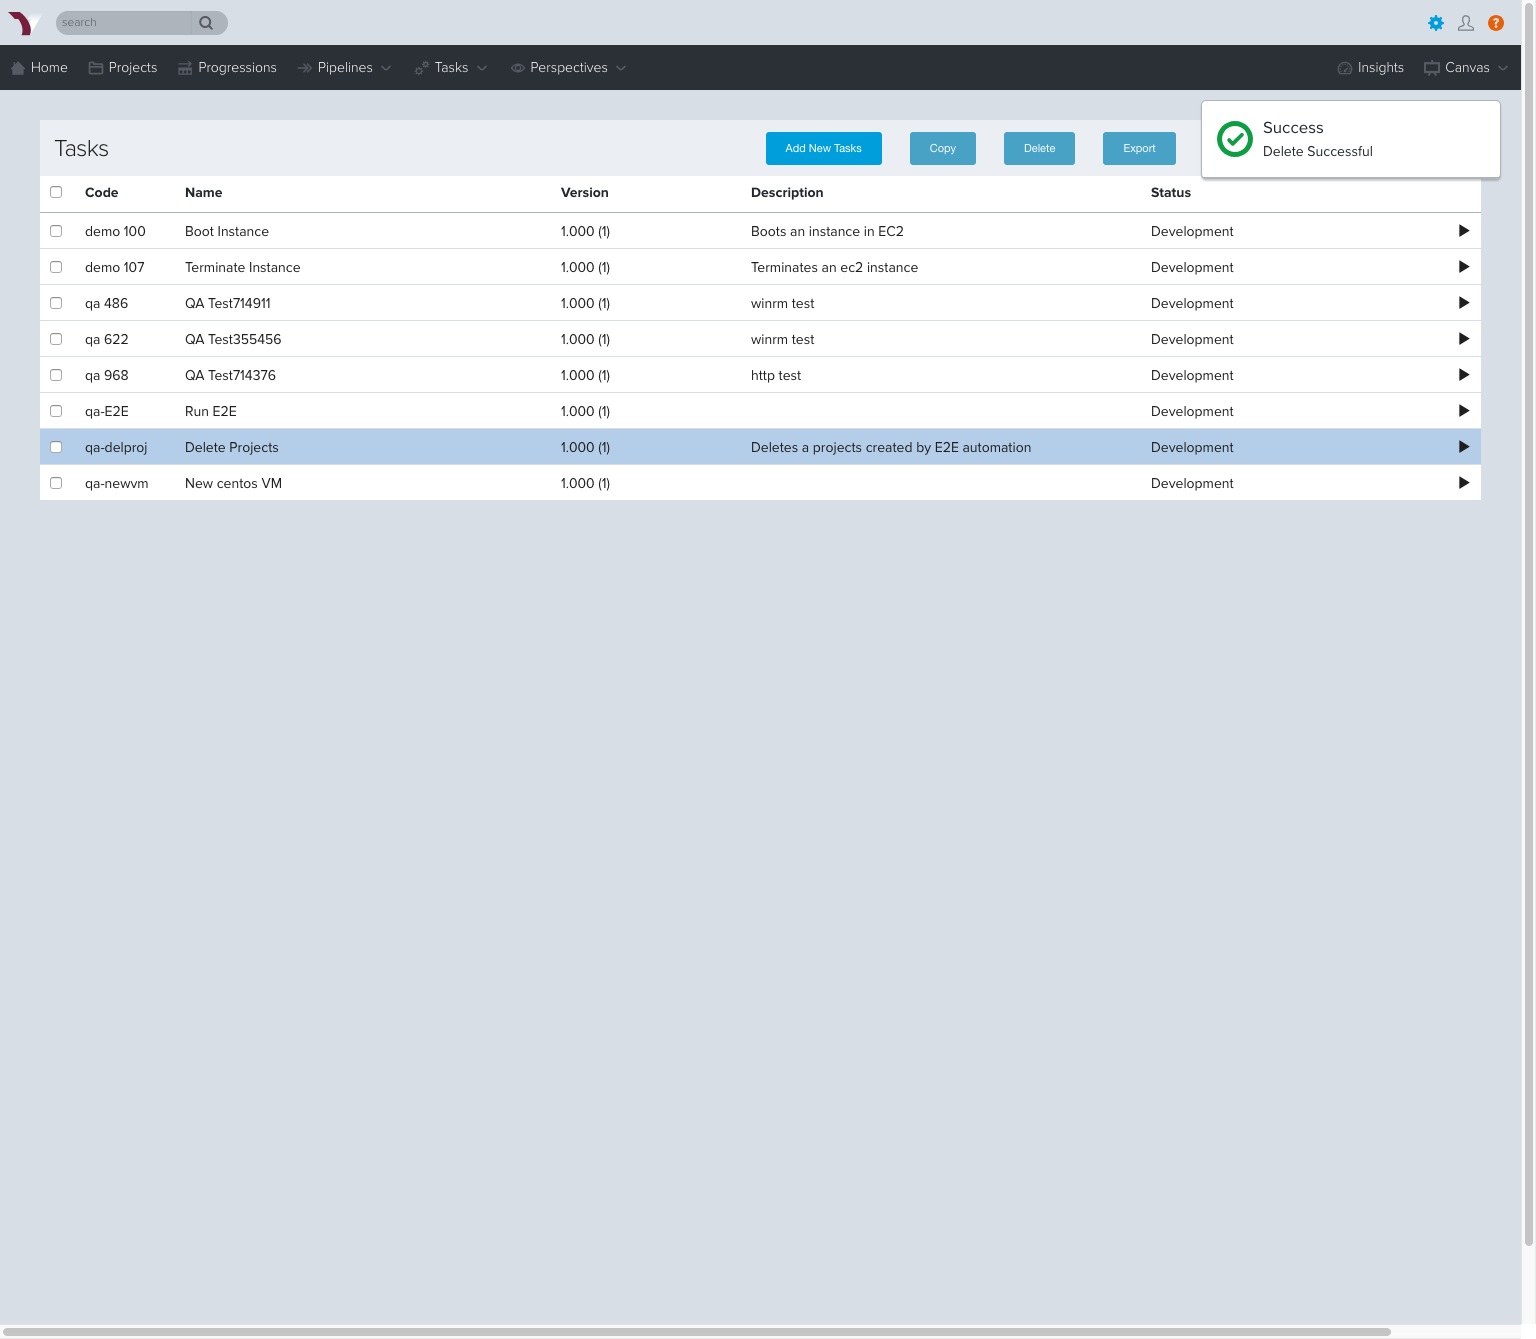 search
?
Home Projects Progressions Pipelines Tasks Perspectives Insights Canvas
Success
Delete Successful
Tasks Add New Tasks Copy Delete Export
Code Name Version Description Status
demo 100 Boot Instance 1.000 (1) Boots an instance in EC2 Development
demo 107 Terminate Instance 1.000 (1) Terminates an ec2 instance Development
qa 486 QA Test714911 1.000 (1) winrm test Development
qa 622 QA Test355456 1.000 (1) winrm test Development
qa 968 QA Test714376 1.000 (1) http test Development
qa-E2E Run E2E 1.000 (1) Development
qa-delproj Delete Projects 1.000 (1) Deletes a projects created by E2E automation Development
qa-newvm New centos VM 1.000 (1) Development